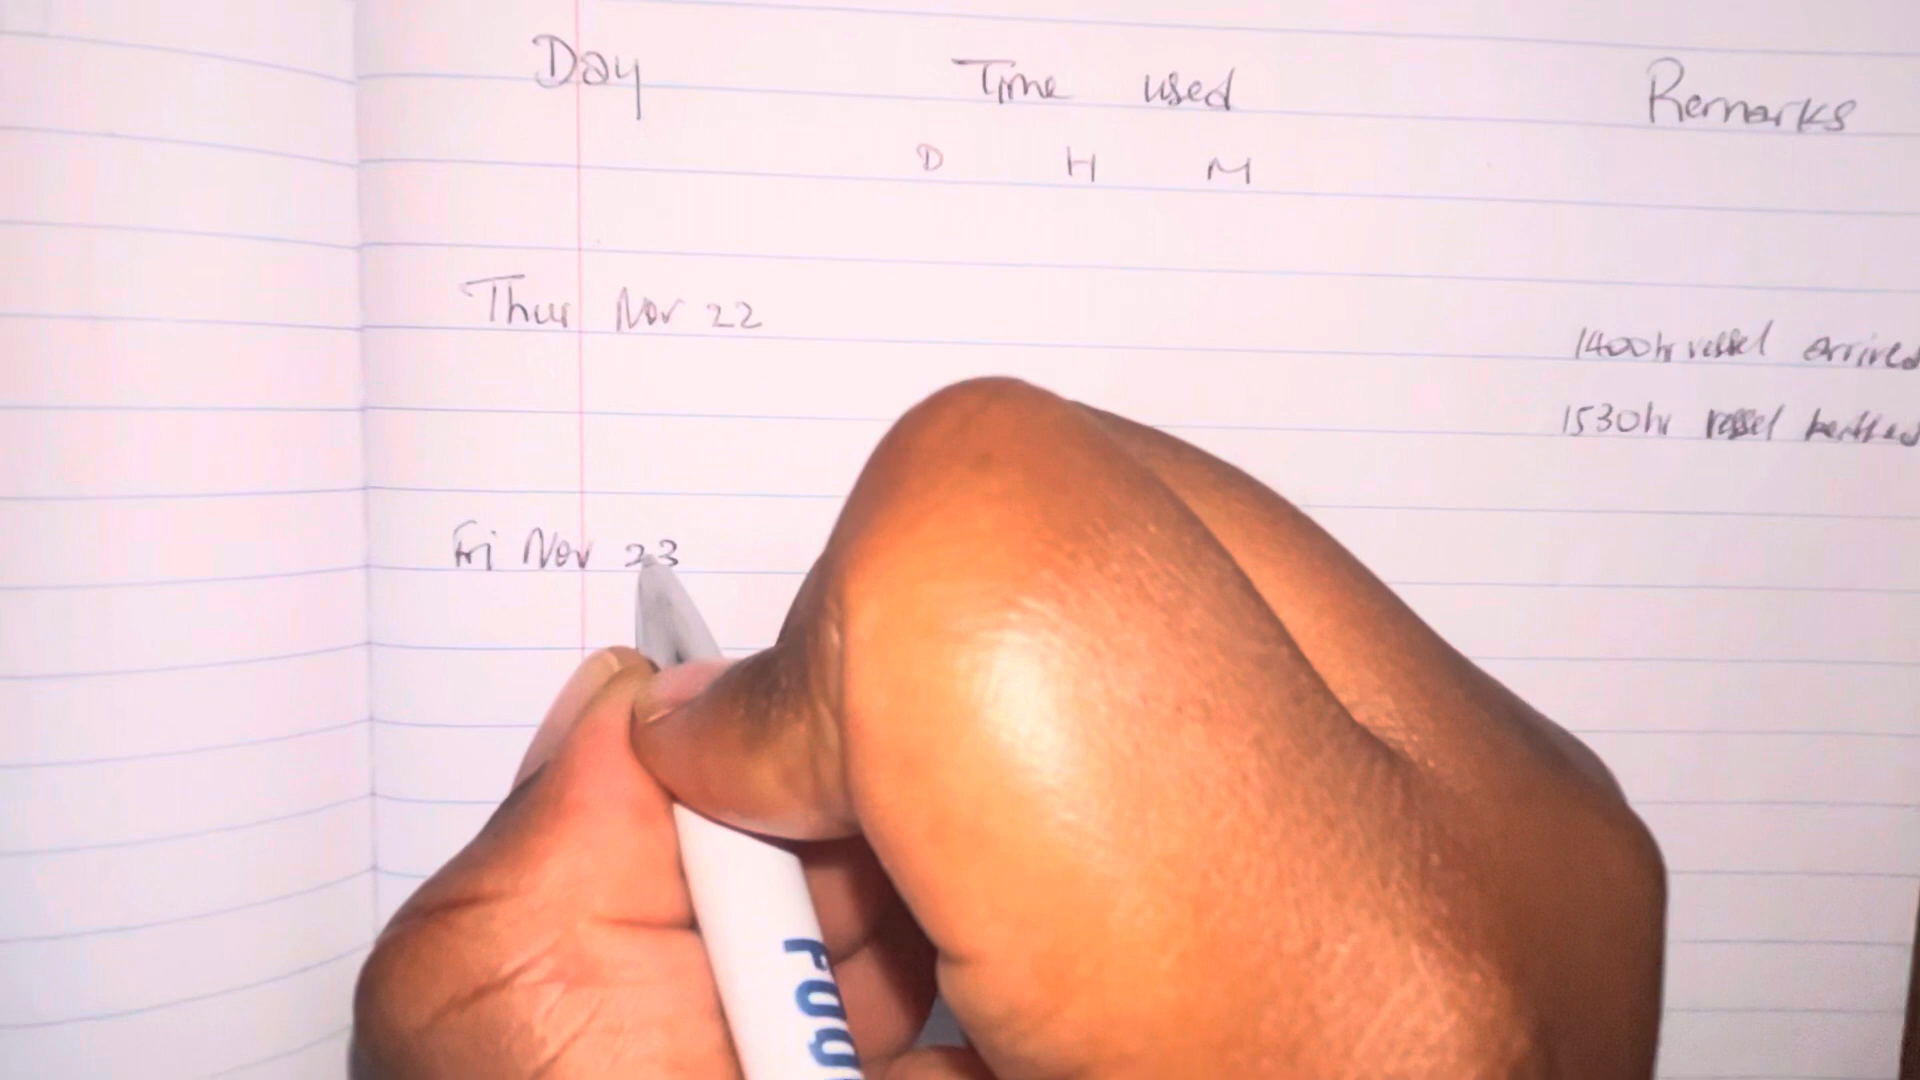 Day Time used Remarks
D H M
Thur Nov 22
1400hr vessel arrived
1530hr vessel berthed
Fri Nov 23